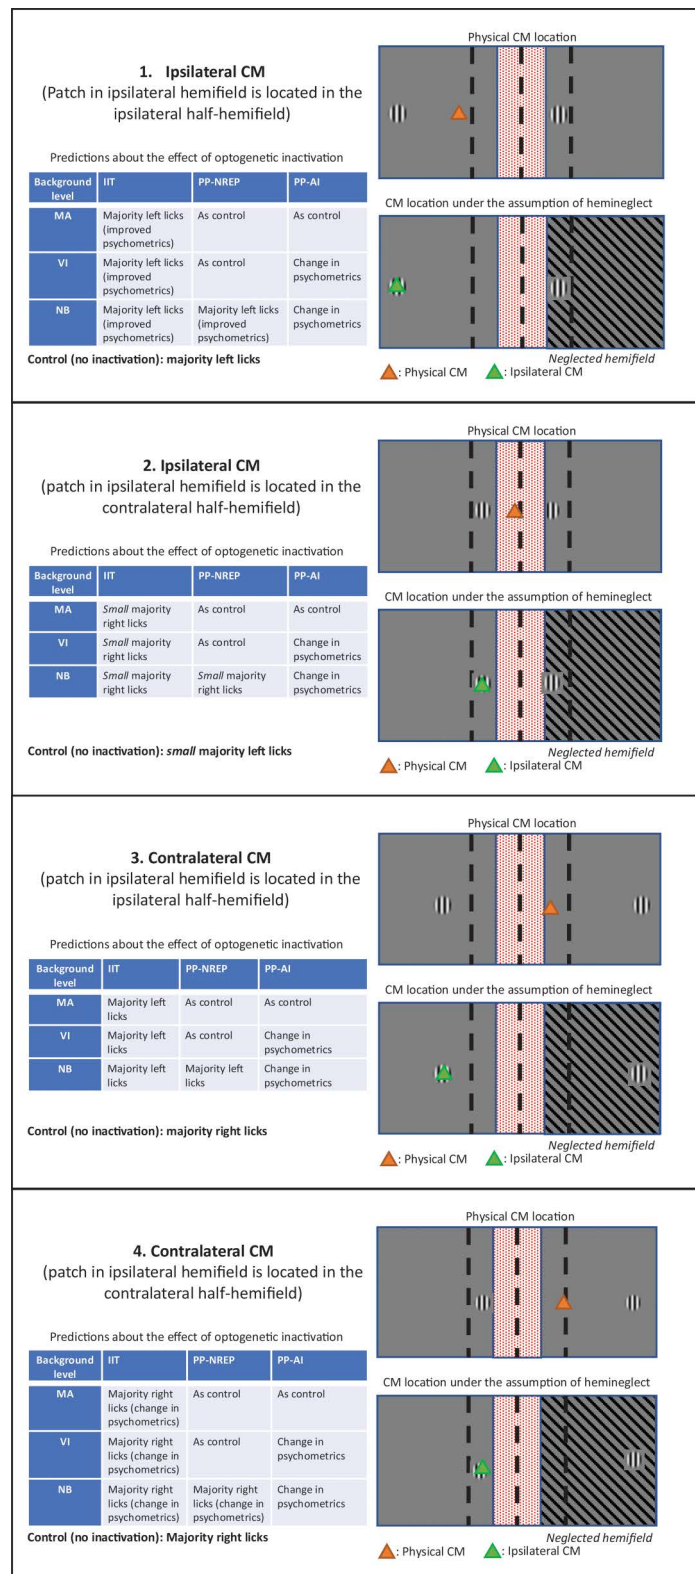 1. Ipsilateral CM
(Patch in ipsilateral hemifield is located in the
ipsilateral half-hemifield)
Predictions about the effect of optogenetic inactivation
Background level | IIT | PP-NREP | PP-AI
MA | Majority left licks (improved psychometrics) | As control | As control
VI | Majority left licks (improved psychometrics) | As control | Change in psychometrics
NB | Majority left licks (improved psychometrics) | Majority left licks (improved psychometrics) | Change in psychometrics
Control (no inactivation): majority left licks
Physical CM location
CM location under the assumption of hemineglect
Neglected hemifield
: Physical CM : Ipsilateral CM
2. Ipsilateral CM
(patch in ipsilateral hemifield is located in the
contralateral half-hemifield)
Predictions about the effect of optogenetic inactivation
Background level | IIT | PP-NREP | PP-AI
MA | Small majority right licks | As control | As control
VI | Small majority right licks | As control | Change in psychometrics
NB | Small majority right licks | Small majority right licks | Change in psychometrics
Control (no inactivation): small majority left licks
Physical CM location
CM location under the assumption of hemineglect
Neglected hemifield
: Physical CM : Ipsilateral CM
3. Contralateral CM
(patch in ipsilateral hemifield is located in the
ipsilateral half-hemifield)
Predictions about the effect of optogenetic inactivation
Background level | IIT | PP-NREP | PP-AI
MA | Majority left licks | As control | As control
VI | Majority left licks | As control | Change in psychometrics
NB | Majority left licks | Majority left licks | Change in psychometrics
Control (no inactivation): majority right licks
Physical CM location
CM location under the assumption of hemineglect
Neglected hemifield
: Physical CM : Ipsilateral CM
4. Contralateral CM
(patch in ipsilateral hemifield is located in the
contralateral half-hemifield)
Predictions about the effect of optogenetic inactivation
Background level | IIT | PP-NREP | PP-AI
MA | Majority right licks (change in psychometrics) | As control | As control
VI | Majority right licks (change in psychometrics) | As control | Change in psychometrics
NB | Majority right licks (change in psychometrics) | Majority right licks (change in psychometrics) | Change in psychometrics
Control (no inactivation): Majority right licks
Physical CM location
CM location under the assumption of hemineglect
Neglected hemifield
: Physical CM : Ipsilateral CM